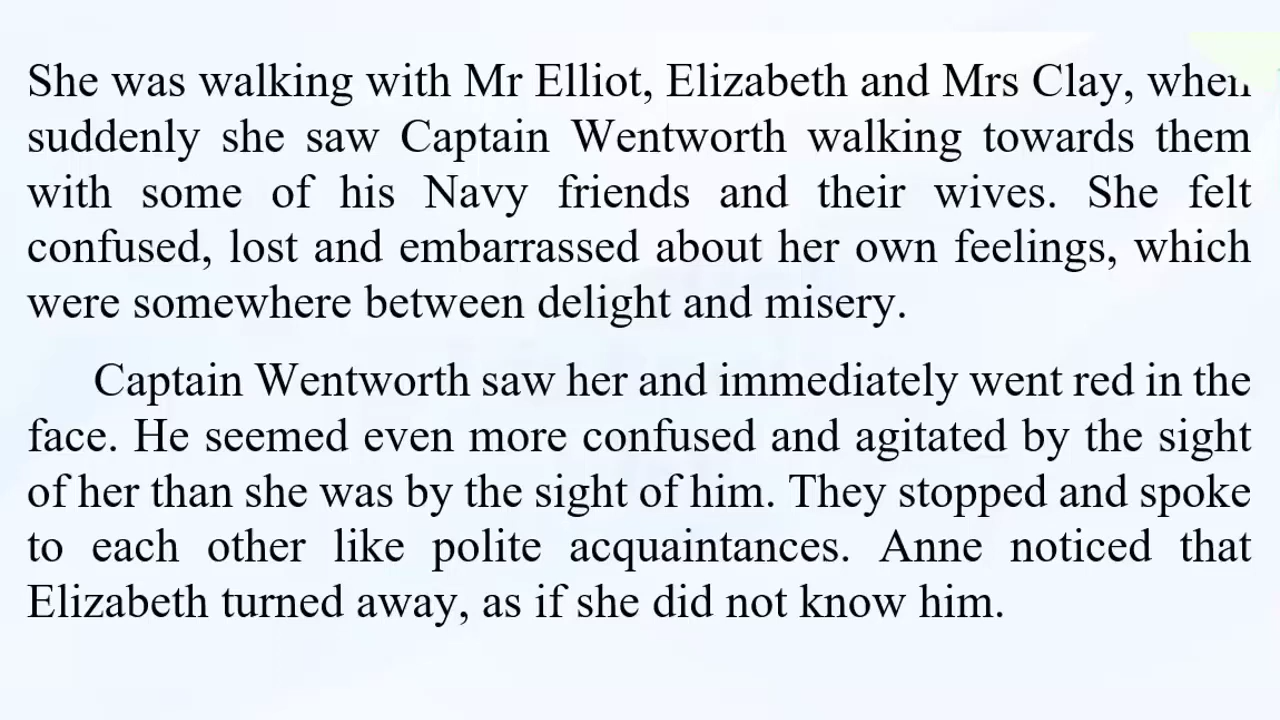 She was walking with Mr Elliot, Elizabeth and Mrs Clay, when
suddenly she saw Captain Wentworth walking towards them
with some of his Navy friends and their wives. She felt
confused, lost and embarrassed about her own feelings, which
were somewhere between delight and misery.
Captain Wentworth saw her and immediately went red in the
face. He seemed even more confused and agitated by the sight
of her than she was by the sight of him. They stopped and spoke
to each other like polite acquaintances. Anne noticed that
Elizabeth turned away, as if she did not know him.